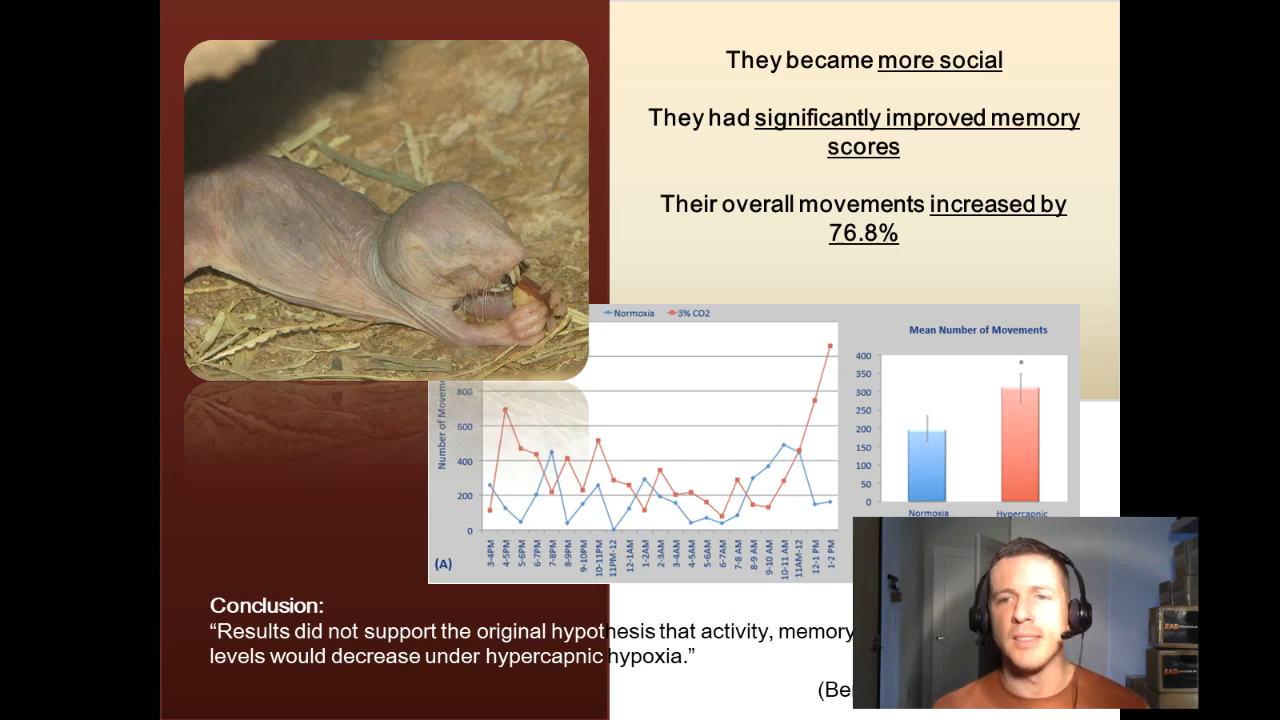 They became more social
They had significantly improved memory
scores
Their overall movements increased by
76.8%
Normoxia
3% CO2
800
600
400
200
0
3-4PM
4-5PM
5-6PM
6-7PM
7-8PM
8-9PM
9-10PM
10-11PM
11PM-12
12-1AM
1-2AM
2-3AM
3-4AM
4-5AM
5-6AM
6-7AM
7-8 AM
8-9 AM
9-10 AM
10-11 AM
11AM-12
12-1 PM
1-2 PM
(A)
Mean Number of Movements
400
350
300
250
200
150
100
50
0
Normoxia
Hypercapnic
Conclusion:
“Results did not support the original hypothesis that activity, memory
levels would decrease under hypercapnic hypoxia.”
EAD
EAD